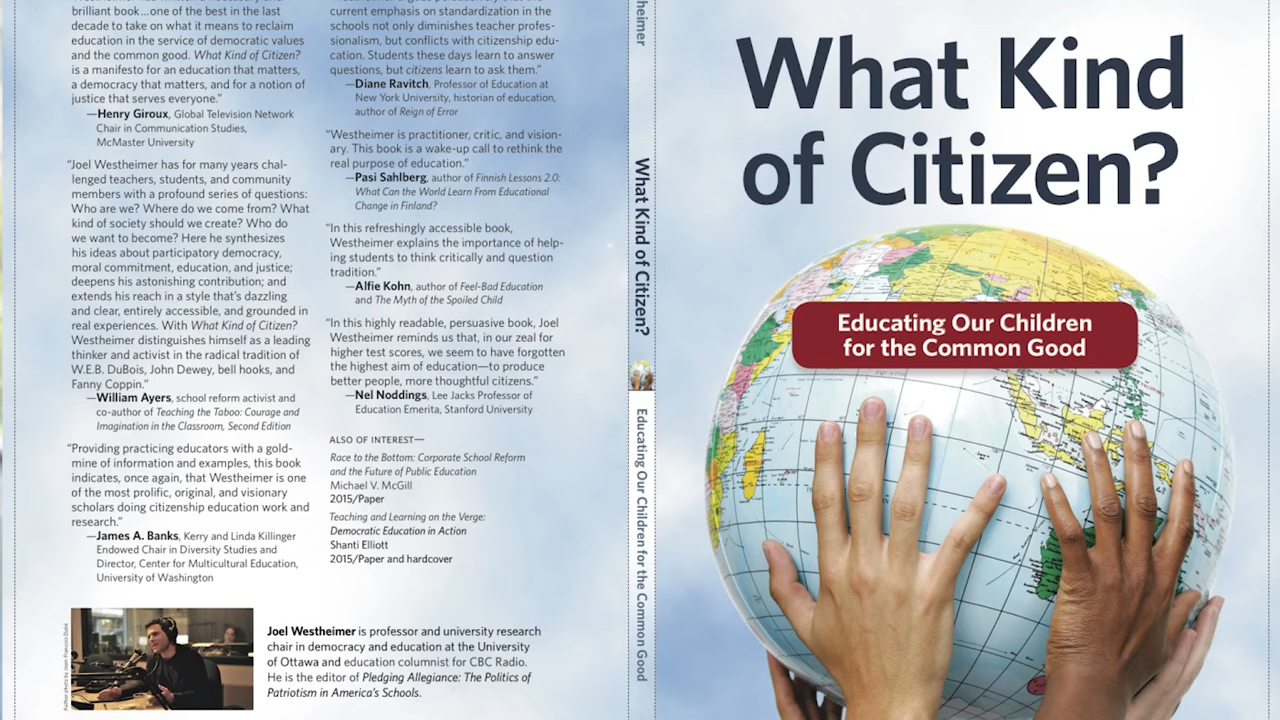 brilliant book...one of the best in the last
decade to take on what it means to reclaim
education in the service of democratic values
and the common good. What Kind of Citizen?
is a manifesto for an education that matters,
a democracy that matters, and for a notion of
justice that serves everyone.”
—Henry Giroux, Global Television Network
Chair in Communication Studies,
McMaster University
“Joel Westheimer has for many years chal-
lenged teachers, students, and community
members with a profound series of questions:
Who are we? Where do we come from? What
kind of society should we create? Who do
we want to become? Here he synthesizes
his ideas about participatory democracy,
moral commitment, education, and justice;
deepens his astonishing contribution; and
extends his reach in a style that’s dazzling
and clear, entirely accessible, and grounded in
real experiences. With What Kind of Citizen?
Westheimer distinguishes himself as a leading
thinker and activist in the radical tradition of
W.E.B. DuBois, John Dewey, bell hooks, and
Fanny Coppin.”
—William Ayers, school reform activist and
co-author of Teaching the Taboo: Courage and
Imagination in the Classroom, Second Edition
“Providing practicing educators with a gold-
mine of information and examples, this book
indicates, once again, that Westheimer is one
of the most prolific, original, and visionary
scholars doing citizenship education work and
research.”
—James A. Banks, Kerry and Linda Killinger
Endowed Chair in Diversity Studies and
Director, Center for Multicultural Education,
University of Washington
current emphasis on standardization in the
schools not only diminishes teacher profes-
sionalism, but conflicts with citizenship edu-
cation. Students these days learn to answer
questions, but citizens learn to ask them.”
—Diane Ravitch, Professor of Education at
New York University, historian of education,
author of Reign of Error
“Westheimer is practitioner, critic, and vision-
ary. This book is a wake-up call to rethink the
real purpose of education.”
—Pasi Sahlberg, author of Finnish Lessons 2.0:
What Can the World Learn From Educational
Change in Finland?
“In this refreshingly accessible book,
Westheimer explains the importance of help-
ing students to think critically and question
tradition.”
—Alfie Kohn, author of Feel-Bad Education
and The Myth of the Spoiled Child
“In this highly readable, persuasive book, Joel
Westheimer reminds us that, in our zeal for
higher test scores, we seem to have forgotten
the highest aim of education—to produce
better people, more thoughtful citizens.”
—Nel Noddings, Lee Jacks Professor of
Education Emerita, Stanford University
ALSO OF INTEREST—
Race to the Bottom: Corporate School Reform
and the Future of Public Education
Michael V. McGill
2015/Paper
Teaching and Learning on the Verge:
Democratic Education in Action
Shanti Elliott
2015/Paper and hardcover
Joel Westheimer is professor and university research
chair in democracy and education at the University
of Ottawa and education columnist for CBC Radio.
He is the editor of Pledging Allegiance: The Politics of
Patriotism in America’s Schools.
heimer
What Kind of Citizen?
Educating Our Children for the Common Good
What Kind
of Citizen?
Educating Our Children
for the Common Good